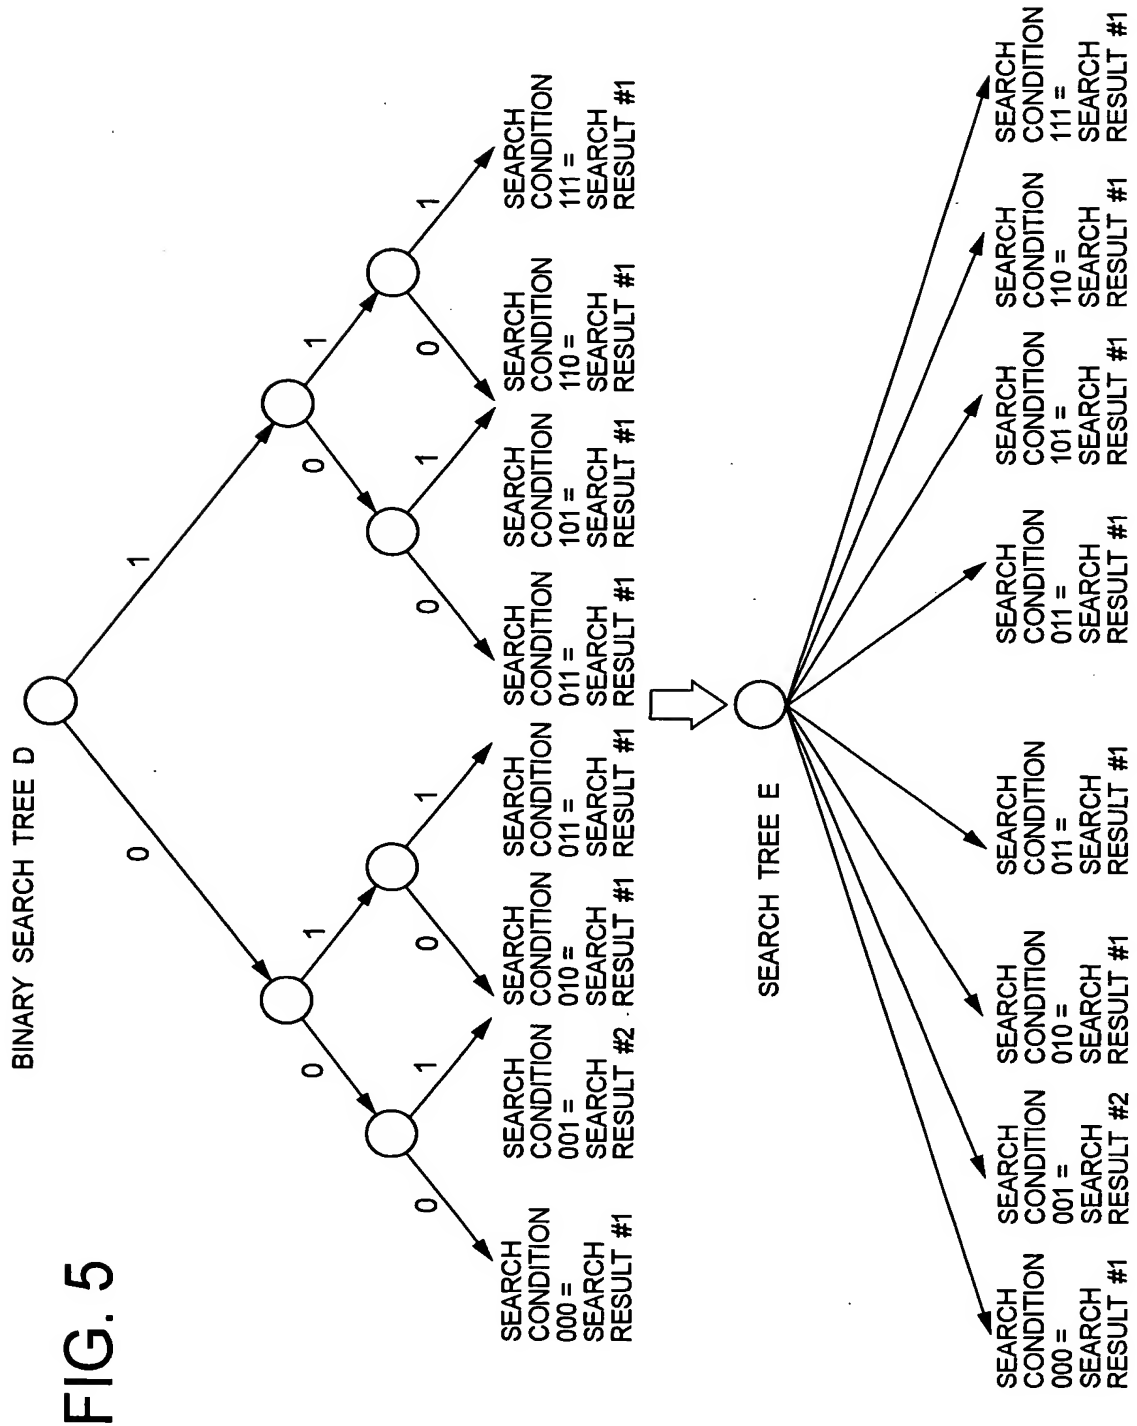 FIG. 5
BINARY SEARCH TREE D
0
1
0
1
0
1
0
1
0
1
0
1
0
1
SEARCH
CONDITION
000 =
SEARCH
RESULT #1
SEARCH
CONDITION
001 =
SEARCH
RESULT #2
SEARCH
CONDITION
010 =
SEARCH
RESULT #1
SEARCH
CONDITION
011 =
SEARCH
RESULT #1
SEARCH
CONDITION
011 =
SEARCH
RESULT #1
SEARCH
CONDITION
101 =
SEARCH
RESULT #1
SEARCH
CONDITION
110 =
SEARCH
RESULT #1
SEARCH
CONDITION
111 =
SEARCH
RESULT #1
SEARCH TREE E
SEARCH
CONDITION
000 =
SEARCH
RESULT #1
SEARCH
CONDITION
001 =
SEARCH
RESULT #2
SEARCH
CONDITION
010 =
SEARCH
RESULT #1
SEARCH
CONDITION
011 =
SEARCH
RESULT #1
SEARCH
CONDITION
011 =
SEARCH
RESULT #1
SEARCH
CONDITION
101 =
SEARCH
RESULT #1
SEARCH
CONDITION
110 =
SEARCH
RESULT #1
SEARCH
CONDITION
111 =
SEARCH
RESULT #1